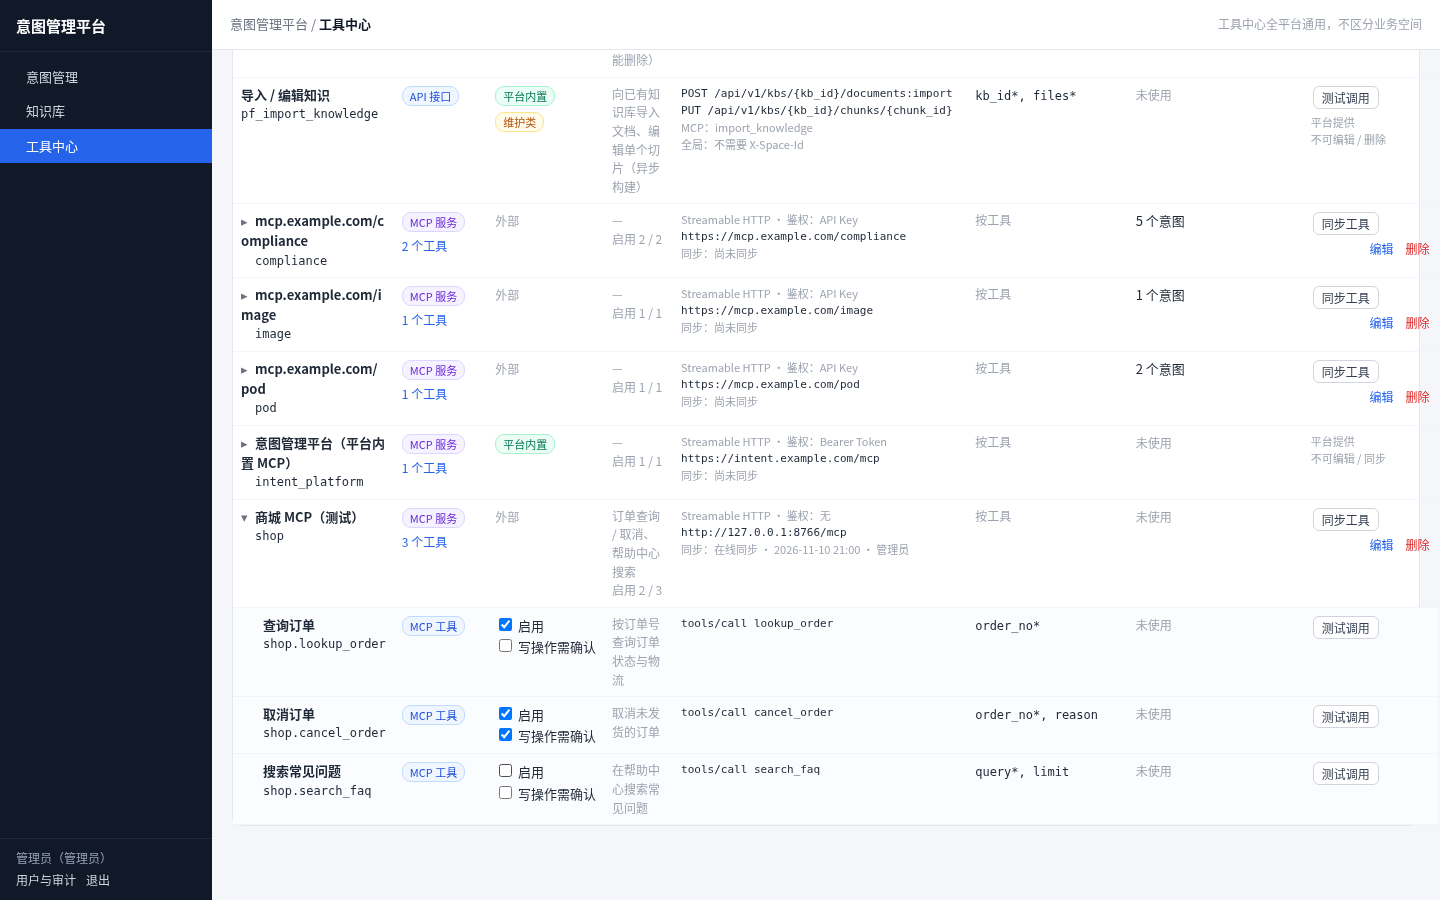 意图管理平台
意图管理平台 / 工具中心
工具中心全平台通用，不区分业务空间
意图管理
知识库
工具中心
能删除）
导入 / 编辑知识
pf_import_knowledge
API 接口
平台内置
维护类
向已有知
识库导入
文档、编
辑单个切
片（异步
构建）
POST /api/v1/kbs/{kb_id}/documents:import
PUT /api/v1/kbs/{kb_id}/chunks/{chunk_id}
MCP：import_knowledge
全局：不需要 X-Space-Id
kb_id*, files*
未使用
测试调用
平台提供
不可编辑 / 删除
▸ mcp.example.com/c
ompliance
compliance
MCP 服务
2 个工具
外部
—
启用 2 / 2
Streamable HTTP · 鉴权：API Key
https://mcp.example.com/compliance
同步：尚未同步
按工具
5 个意图
同步工具
编辑 删除
▸ mcp.example.com/i
mage
image
MCP 服务
1 个工具
外部
—
启用 1 / 1
Streamable HTTP · 鉴权：API Key
https://mcp.example.com/image
同步：尚未同步
按工具
1 个意图
同步工具
编辑 删除
▸ mcp.example.com/
pod
pod
MCP 服务
1 个工具
外部
—
启用 1 / 1
Streamable HTTP · 鉴权：API Key
https://mcp.example.com/pod
同步：尚未同步
按工具
2 个意图
同步工具
编辑 删除
▸ 意图管理平台（平台内
置 MCP）
intent_platform
MCP 服务
1 个工具
平台内置
—
启用 1 / 1
Streamable HTTP · 鉴权：Bearer Token
https://intent.example.com/mcp
同步：尚未同步
按工具
未使用
平台提供
不可编辑 / 同步
▾ 商城 MCP（测试）
shop
MCP 服务
3 个工具
外部
订单查询
/ 取消、
帮助中心
搜索
启用 2 / 3
Streamable HTTP · 鉴权：无
http://127.0.0.1:8766/mcp
同步：在线同步 · 2026-11-10 21:00 · 管理员
按工具
未使用
同步工具
编辑 删除
查询订单
shop.lookup_order
MCP 工具
启用
写操作需确认
按订单号
查询订单
状态与物
流
tools/call lookup_order
order_no*
未使用
测试调用
取消订单
shop.cancel_order
MCP 工具
启用
写操作需确认
取消未发
货的订单
tools/call cancel_order
order_no*, reason
未使用
测试调用
搜索常见问题
shop.search_faq
MCP 工具
启用
写操作需确认
在帮助中
心搜索常
见问题
tools/call search_faq
query*, limit
未使用
测试调用
管理员（管理员）
用户与审计 退出